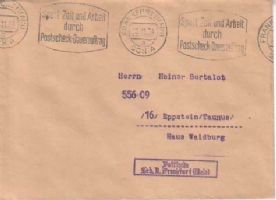 Spart Zeit und Arbeit
durch
Postscheck-Dauerauftrag
Spart Zeit und Arbeit
durch
Postscheck-Dauerauftrag
Herrn Heiner Bertalot
556 09
/16/ Eppstein/Taunus/
Haus Waldburg
Postsache
Frankfurt (Main)